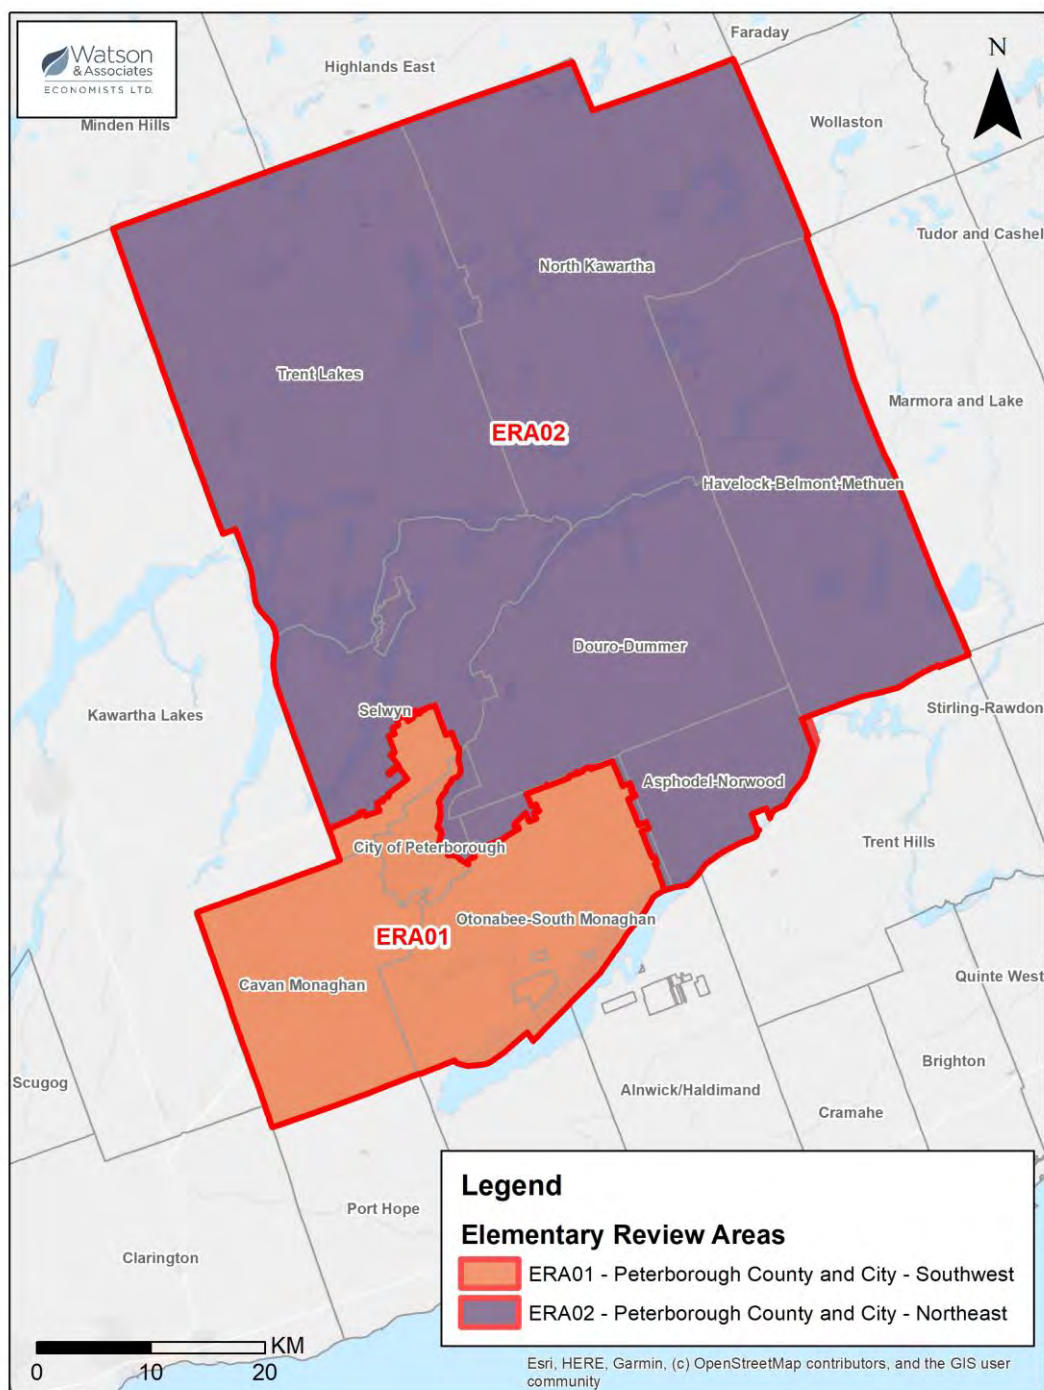 Watson
& Associates
ECONOMISTS LTD.
Faraday
N
Highlands East
Minden Hills
Wollaston
Tudor and Cashel
North Kawartha
Trent Lakes
Marmora and Lake
ERA02
Havelock-Belmont-Methuen
Douro-Dummer
Selwyn
Kawartha Lakes
Stirling-Rawdon
Asphodel-Norwood
Trent Hills
City of Peterborough
Otonabee-South Monaghan
ERA01
Cavan Monaghan
Quinte West
Brighton
Scugog
Alnwick/Haldimand
Cramahe
Port Hope
Clarington
Legend
Elementary Review Areas
ERA01 - Peterborough County and City - Southwest
ERA02 - Peterborough County and City - Northeast
KM
0 10 20
Esri, HERE, Garmin, (c) OpenStreetMap contributors, and the GIS user
community